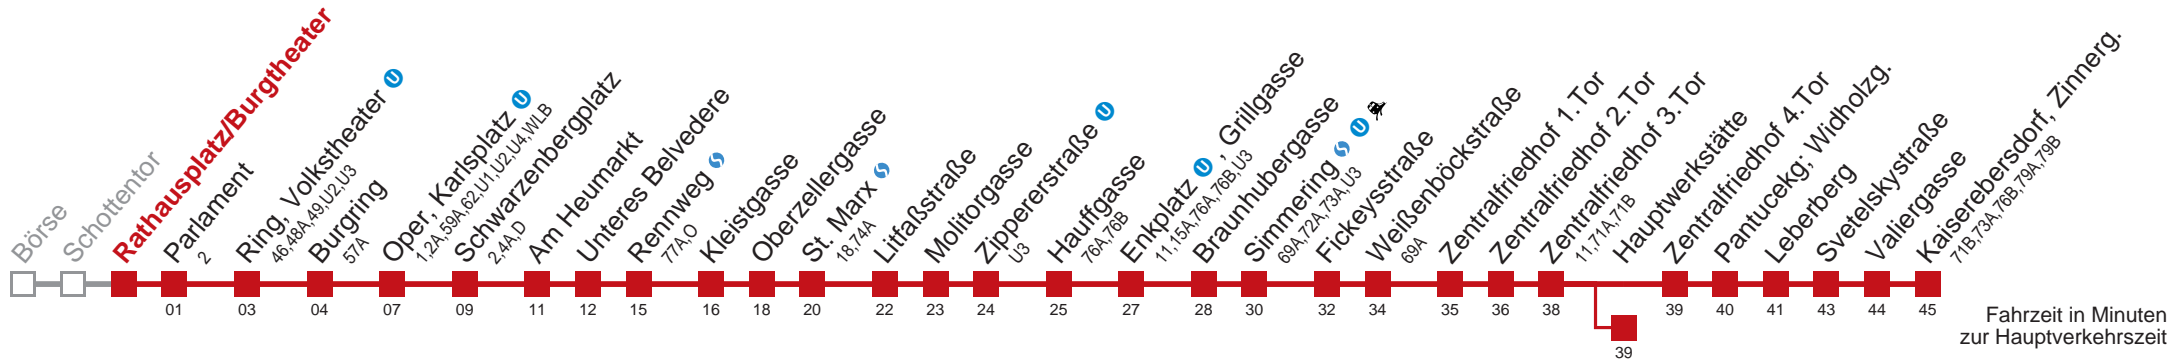 Börse
Schottentor
Rathausplatz/Burgtheater
Parlament
2
Ring, Volkstheater U
46,48A,49,U2,U3
Burgring
57A
Oper, Karlsplatz U
1,2A,59A,62,U1,U2,U4,WLB
Schwarzenbergplatz
2,4A,D
Am Heumarkt
Unteres Belvedere
Rennweg S
77A,O
Kleistgasse
Oberzellergasse
St. Marx S
18,74A
Litfaßstraße
Molitorgasse
Zippererstraße U
U3
Hauffgasse
76A,76B
Enkplatz U, Grillgasse
11,15A,76A,76B,U3
Braunhubergasse
Simmering S U
69A,72A,73A,U3
Fickeysstraße
Weißenböckstraße
69A
Zentralfriedhof 1.Tor
Zentralfriedhof 2.Tor
Zentralfriedhof 3.Tor
11,71A,71B
Hauptwerkstätte
Zentralfriedhof 4.Tor
Pantucekg; Widholzg.
Leberberg
Svetelskystraße
Valiergasse
Kaiserebersdorf, Zinnerg.
71B,73A,76B,79A,79B
01 03 04 07 09 11 12 15 16 18 20 22 23 24 25 27 28 30 32 34 35 36 38 39 40 41 43 44 45
39
Fahrzeit in Minuten
zur Hauptverkehrszeit